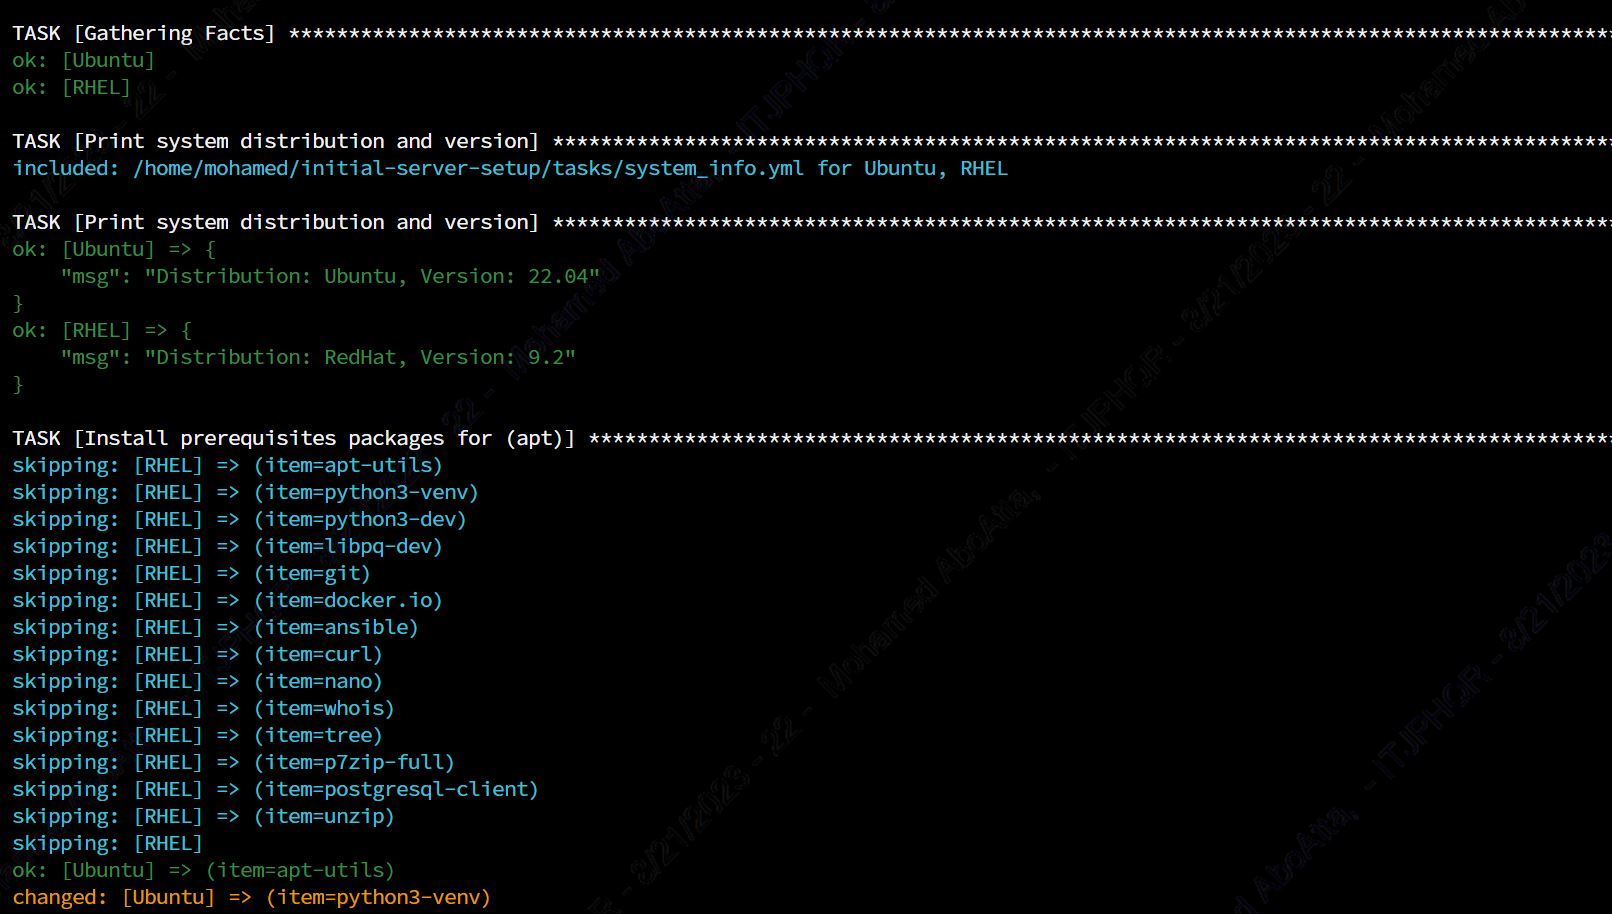 TASK [Gathering Facts] **************************************************************************************************************
ok: [Ubuntu]
ok: [RHEL]
TASK [Print system distribution and version] ****************************************************************************************
included: /home/mohamed/initial-server-setup/tasks/system_info.yml for Ubuntu, RHEL
TASK [Print system distribution and version] ****************************************************************************************
ok: [Ubuntu] => {
    "msg": "Distribution: Ubuntu, Version: 22.04"
}
ok: [RHEL] => {
    "msg": "Distribution: RedHat, Version: 9.2"
}
TASK [Install prerequisites packages for (apt)] *************************************************************************************
skipping: [RHEL] => (item=apt-utils)
skipping: [RHEL] => (item=python3-venv)
skipping: [RHEL] => (item=python3-dev)
skipping: [RHEL] => (item=libpq-dev)
skipping: [RHEL] => (item=git)
skipping: [RHEL] => (item=docker.io)
skipping: [RHEL] => (item=ansible)
skipping: [RHEL] => (item=curl)
skipping: [RHEL] => (item=nano)
skipping: [RHEL] => (item=whois)
skipping: [RHEL] => (item=tree)
skipping: [RHEL] => (item=p7zip-full)
skipping: [RHEL] => (item=postgresql-client)
skipping: [RHEL] => (item=unzip)
skipping: [RHEL]
ok: [Ubuntu] => (item=apt-utils)
changed: [Ubuntu] => (item=python3-venv)